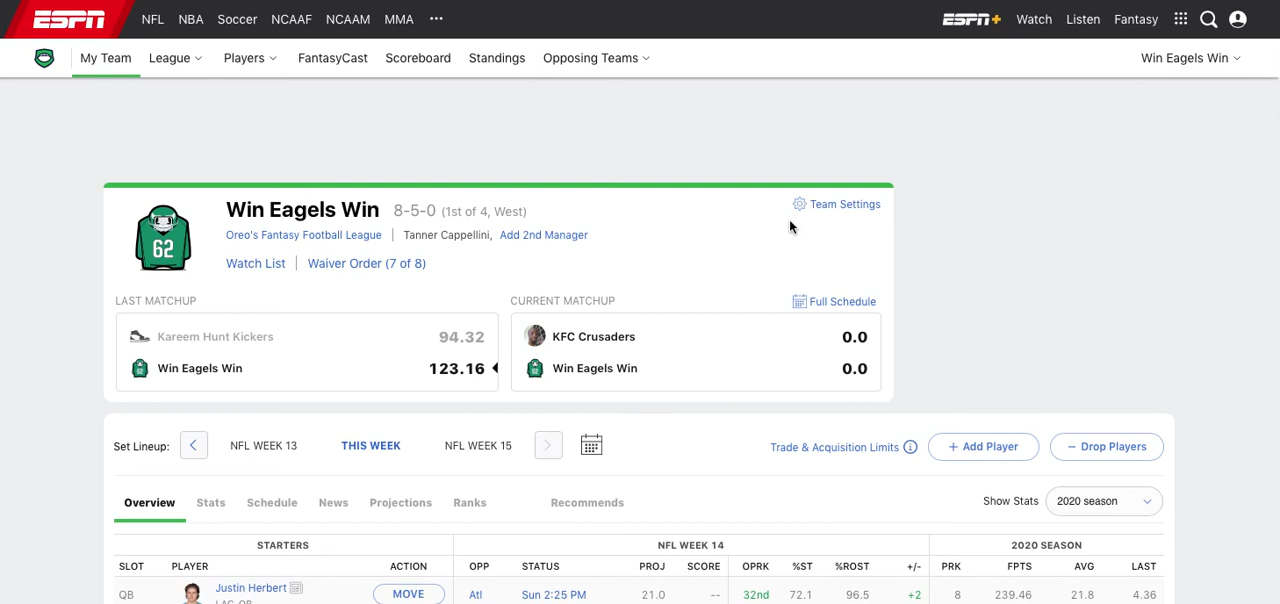 ESPN NFL NBA Soccer NCAAF NCAAM MMA ••• ESPN+ Watch Listen Fantasy
My Team League Players FantasyCast Scoreboard Standings Opposing Teams Win Eagels Win
Win Eagels Win 8-5-0 (1st of 4, West) Team Settings
Oreo's Fantasy Football League | Tanner Cappellini, Add 2nd Manager
Watch List | Waiver Order (7 of 8)
62
LAST MATCHUP CURRENT MATCHUP Full Schedule
Kareem Hunt Kickers 94.32 KFC Crusaders 0.0
Win Eagels Win 123.16 Win Eagels Win 0.0
Set Lineup: NFL WEEK 13 THIS WEEK NFL WEEK 15 Trade & Acquisition Limits + Add Player − Drop Players
Overview Stats Schedule News Projections Ranks Recommends Show Stats 2020 season
STARTERS NFL WEEK 14 2020 SEASON
SLOT PLAYER ACTION OPP STATUS PROJ SCORE OPRK %ST %ROST +/- PRK FPTS AVG LAST
QB Justin Herbert MOVE Atl Sun 2:25 PM 21.0 -- 32nd 72.1 96.5 +2 8 239.46 21.8 4.36
LAC, QB